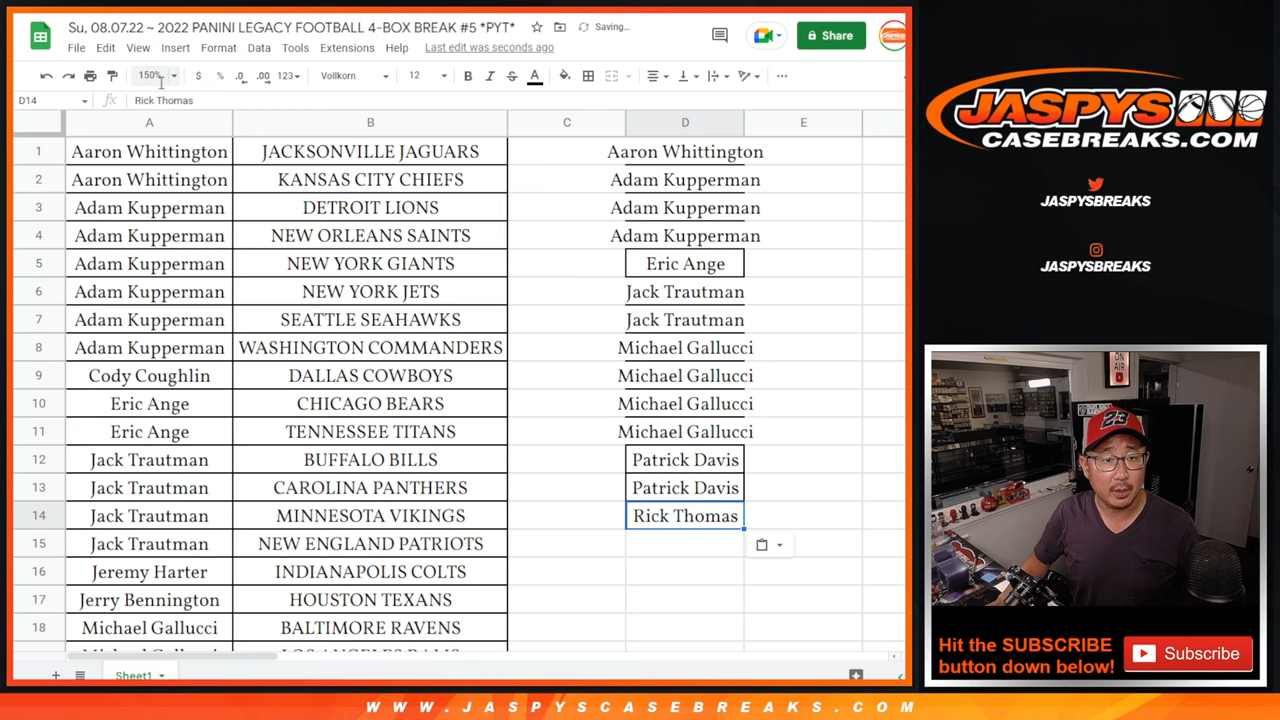 Su, 08.07.22 ~ 2022 PANINI LEGACY FOOTBALL 4-BOX BREAK #5 *PYT* Saving...
File Edit View Insert Format Data Tools Extensions Help Last edit was seconds ago
Share
150% $ % .0 .00 123 Vollkorn 12 B I S A
D14 fx Rick Thomas
A B C D E
1 Aaron Whittington JACKSONVILLE JAGUARS Aaron Whittington
2 Aaron Whittington KANSAS CITY CHIEFS Adam Kupperman
3 Adam Kupperman DETROIT LIONS Adam Kupperman
4 Adam Kupperman NEW ORLEANS SAINTS Adam Kupperman
5 Adam Kupperman NEW YORK GIANTS Eric Ange
6 Adam Kupperman NEW YORK JETS Jack Trautman
7 Adam Kupperman SEATTLE SEAHAWKS Jack Trautman
8 Adam Kupperman WASHINGTON COMMANDERS Michael Gallucci
9 Cody Coughlin DALLAS COWBOYS Michael Gallucci
10 Eric Ange CHICAGO BEARS Michael Gallucci
11 Eric Ange TENNESSEE TITANS Michael Gallucci
12 Jack Trautman BUFFALO BILLS Patrick Davis
13 Jack Trautman CAROLINA PANTHERS Patrick Davis
14 Jack Trautman MINNESOTA VIKINGS Rick Thomas
15 Jack Trautman NEW ENGLAND PATRIOTS
16 Jeremy Harter INDIANAPOLIS COLTS
17 Jerry Bennington HOUSTON TEXANS
18 Michael Gallucci BALTIMORE RAVENS
Sheet1
JASPYS
CASEBREAKS.COM
JASPYSBREAKS
JASPYSBREAKS
ON AIR
23
Hit the SUBSCRIBE
button down below!
Subscribe
WWW.JASPYSCASEBREAKS.COM